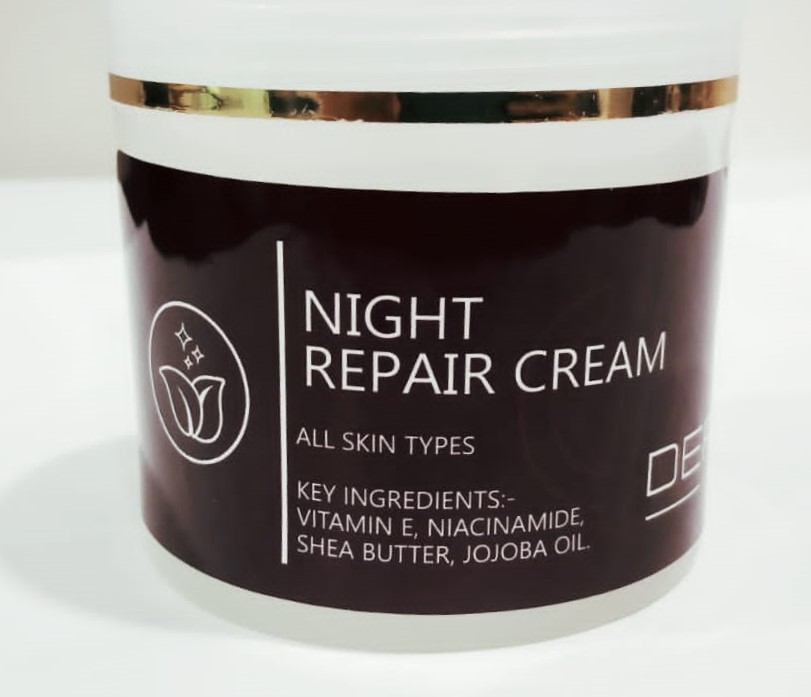 NIGHT
REPAIR CREAM
ALL SKIN TYPES
KEY INGREDIENTS:-
VITAMIN E, NIACINAMIDE,
SHEA BUTTER, JOJOBA OIL.